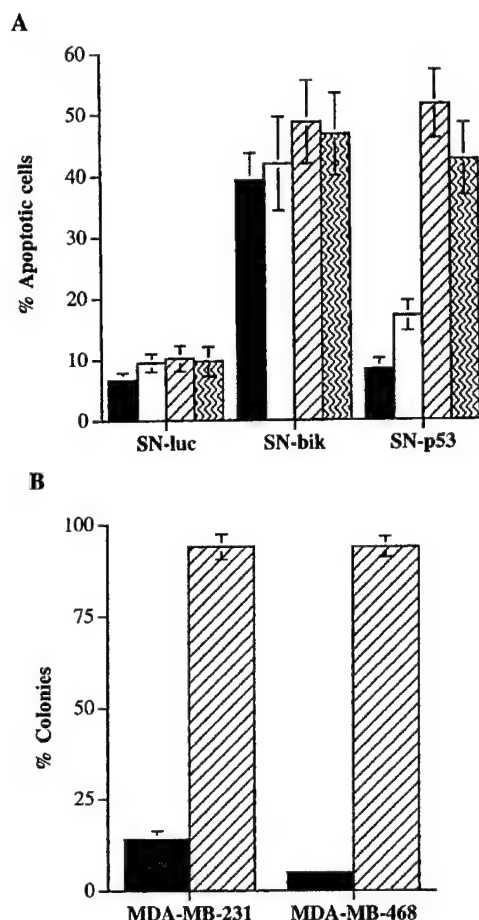 A
60
50
40
30
20
10
0
% Apoptotic cells
SN-luc SN-bik SN-p53
B
100
75
50
25
0
% Colonies
MDA-MB-231 MDA-MB-468